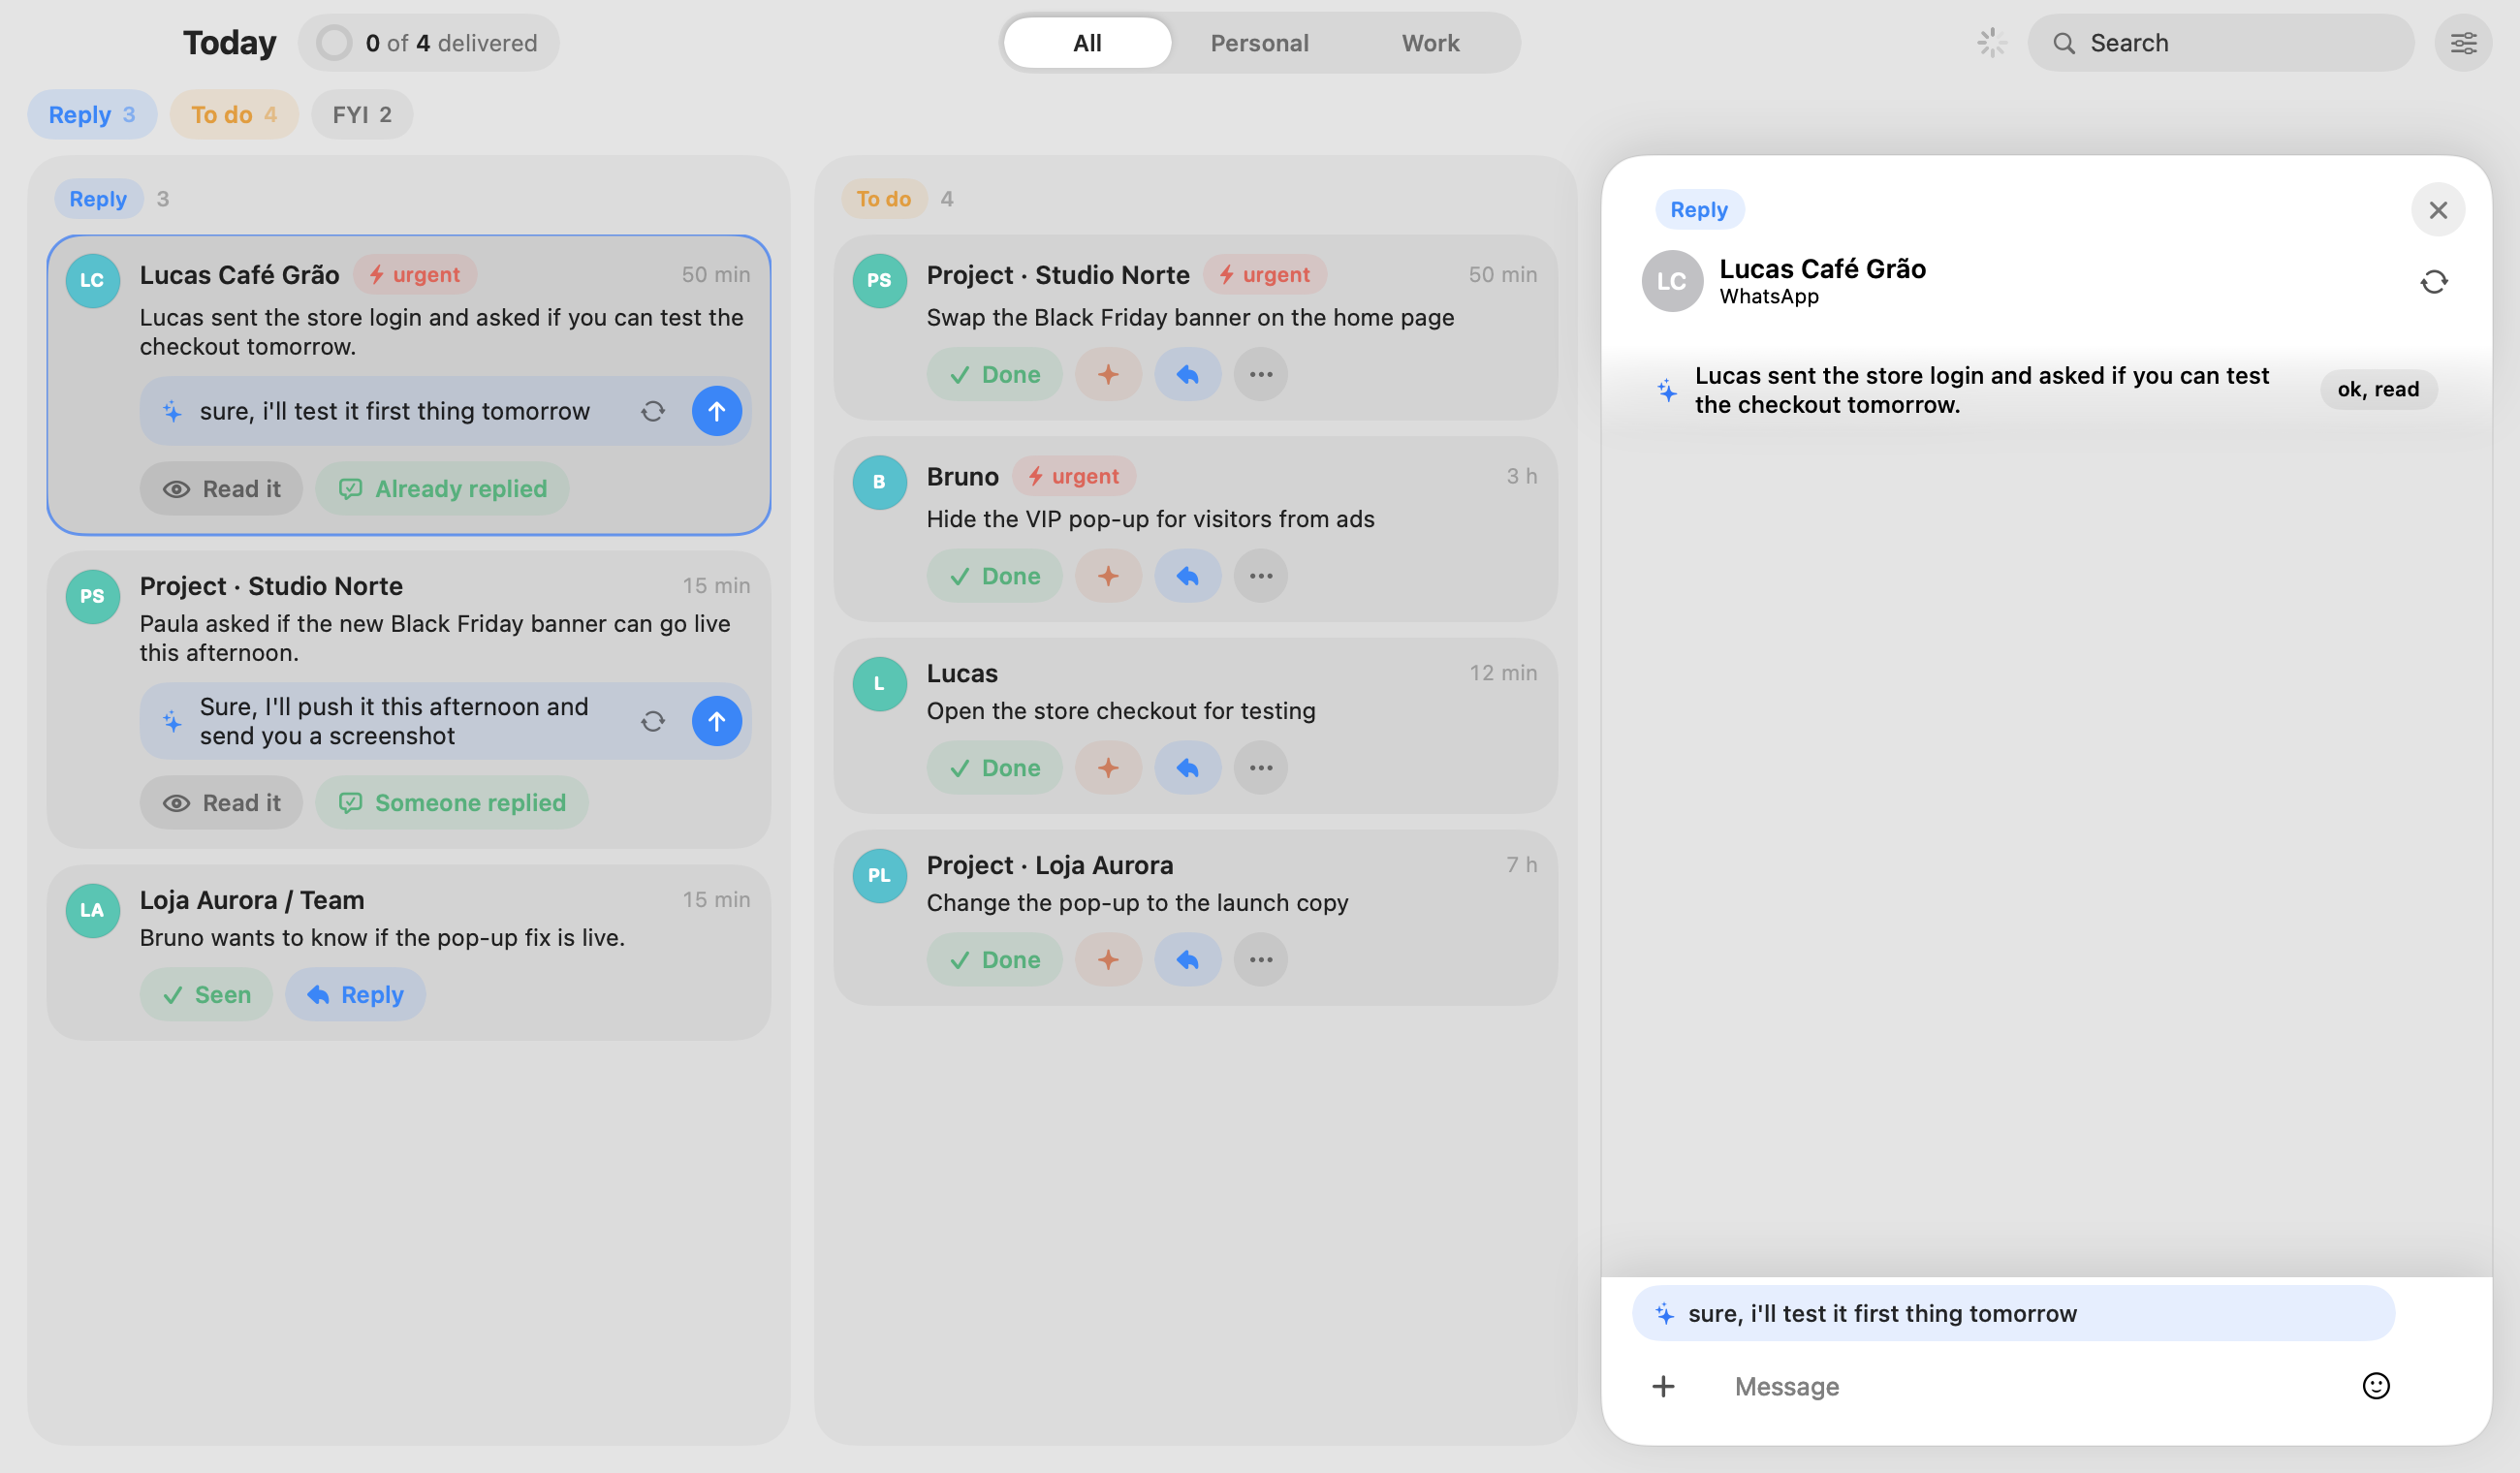 Today
0 of 4 delivered
All
Personal
Work
Search
Reply 3
To do 4
FYI 2
Reply 3
LC
Lucas Café Grão
urgent
50 min
Lucas sent the store login and asked if you can test the
checkout tomorrow.
sure, i'll test it first thing tomorrow
Read it
Already replied
PS
Project · Studio Norte
15 min
Paula asked if the new Black Friday banner can go live
this afternoon.
Sure, I'll push it this afternoon and
send you a screenshot
Read it
Someone replied
LA
Loja Aurora / Team
15 min
Bruno wants to know if the pop-up fix is live.
Seen
Reply
To do 4
PS
Project · Studio Norte
urgent
50 min
Swap the Black Friday banner on the home page
Done
B
Bruno
urgent
3 h
Hide the VIP pop-up for visitors from ads
Done
L
Lucas
12 min
Open the store checkout for testing
Done
PL
Project · Loja Aurora
7 h
Change the pop-up to the launch copy
Done
Reply
LC
Lucas Café Grão
WhatsApp
Lucas sent the store login and asked if you can test
the checkout tomorrow.
ok, read
sure, i'll test it first thing tomorrow
Message